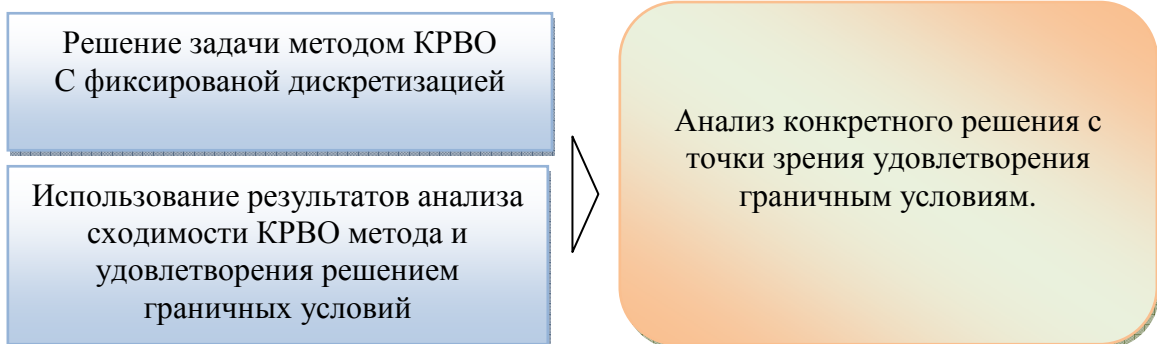 Решение задачи методом КРВО
С фиксированой дискретизацией
Использование результатов анализа
сходимости КРВО метода и
удовлетворения решением
граничных условий
Анализ конкретного решения с
точки зрения удовлетворения
граничным условиям.